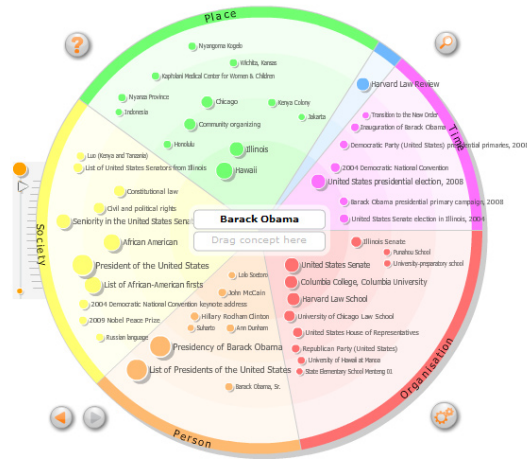 Place
Nyangoma Kogelo
Wichita, Kansas
Kapiolani Medical Center for Women & Children
Nyanza Province
Indonesia
Chicago
Kenya Colony
Jakarta
Community organizing
Honolulu
Illinois
Hawaii
Harvard Law Review
Time
Transition to the New Order
Inauguration of Barack Obama
Democratic Party (United States) presidential primaries, 2008
2004 Democratic National Convention
United States presidential election, 2008
Barack Obama presidential primary campaign, 2008
United States Senate election in Illinois, 2004
Society
Luo (Kenya and Tanzania)
List of United States Senators from Illinois
Constitutional law
Civil and political rights
Seniority in the United States Sena
African American
President of the United States
List of African-American firsts
2004 Democratic National Convention keynote address
2009 Nobel Peace Prize
Russian language
Barack Obama
Drag concept here
Person
Lolo Soetoro
John McCain
Hillary Rodham Clinton
Suharto
Ann Dunham
Presidency of Barack Obama
List of Presidents of the United States
Barack Obama, Sr.
Organisation
Illinois Senate
Punahou School
University-preparatory school
United States Senate
Columbia College, Columbia University
Harvard Law School
University of Chicago Law School
United States House of Representatives
Republican Party (United States)
University of Hawaii at Manoa
State Elementary School Menteng 01
?